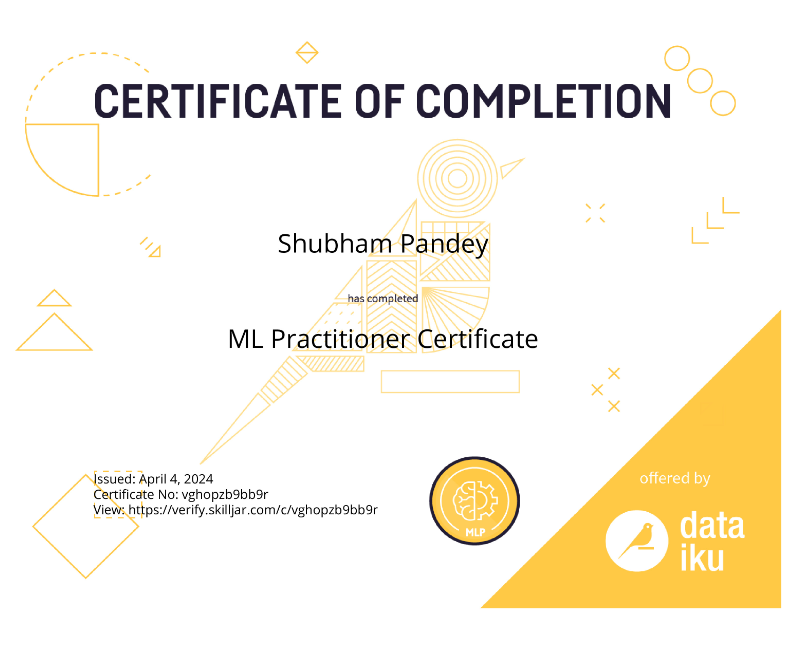 CERTIFICATE OF COMPLETION
Shubham Pandey
has completed
ML Practitioner Certificate
Issued: April 4, 2024
Certificate No: vghopzb9bb9r
View: https://verify.skilljar.com/c/vghopzb9bb9r
MLP
offered by
data
iku